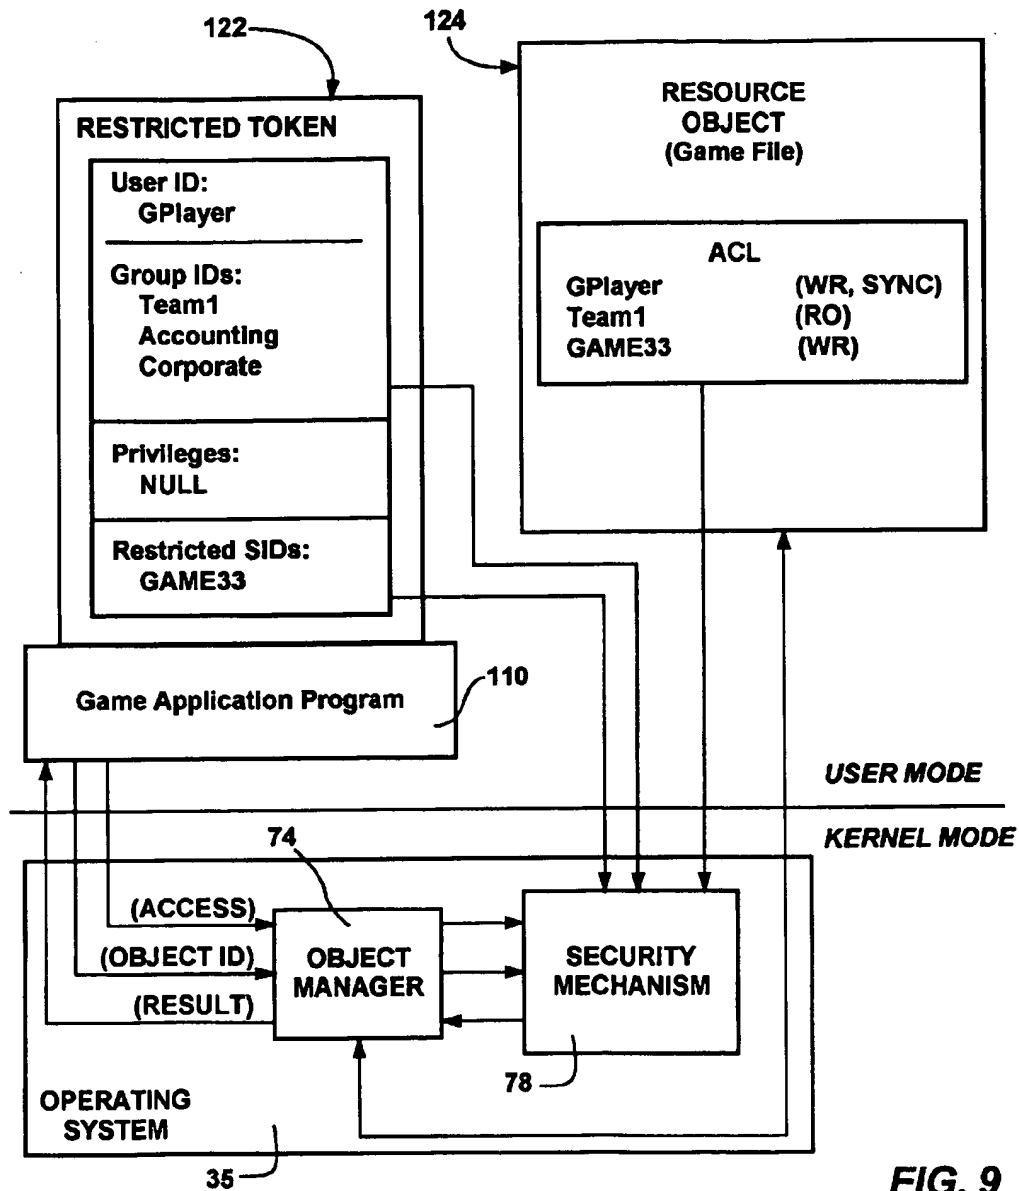 122
124
RESTRICTED TOKEN
User ID:
GPlayer
Group IDs:
Team1
Accounting
Corporate
Privileges:
NULL
Restricted SIDs:
GAME33
RESOURCE
OBJECT
(Game File)
ACL
GPlayer (WR, SYNC)
Team1 (RO)
GAME33 (WR)
Game Application Program
110
USER MODE
KERNEL MODE
74
(ACCESS)
(OBJECT ID)
(RESULT)
OBJECT
MANAGER
SECURITY
MECHANISM
78
OPERATING
SYSTEM
35
FIG. 9